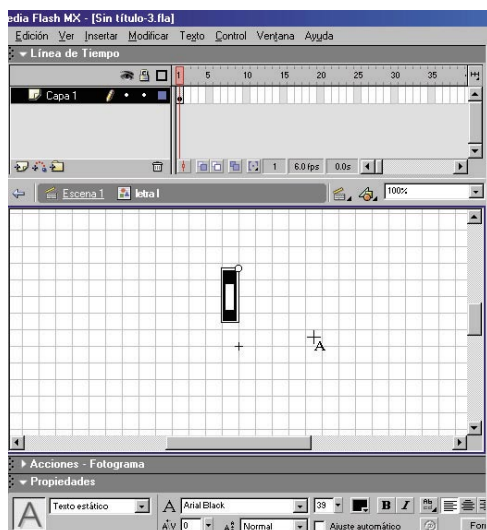 edia Flash MX - [Sin título-3.fla]
Edición Ver Insertar Modificar Texto Control Ventana Ayuda
Línea de Tiempo
1 5 10 15 20 25 30 35
Capa 1
1 6.0 fps 0.0s
Escena 1 letra I 100%
I
A
Acciones - Fotograma
Propiedades
A Texto estático A Arial Black 39 B I
A V 0 Normal Ajuste automático For